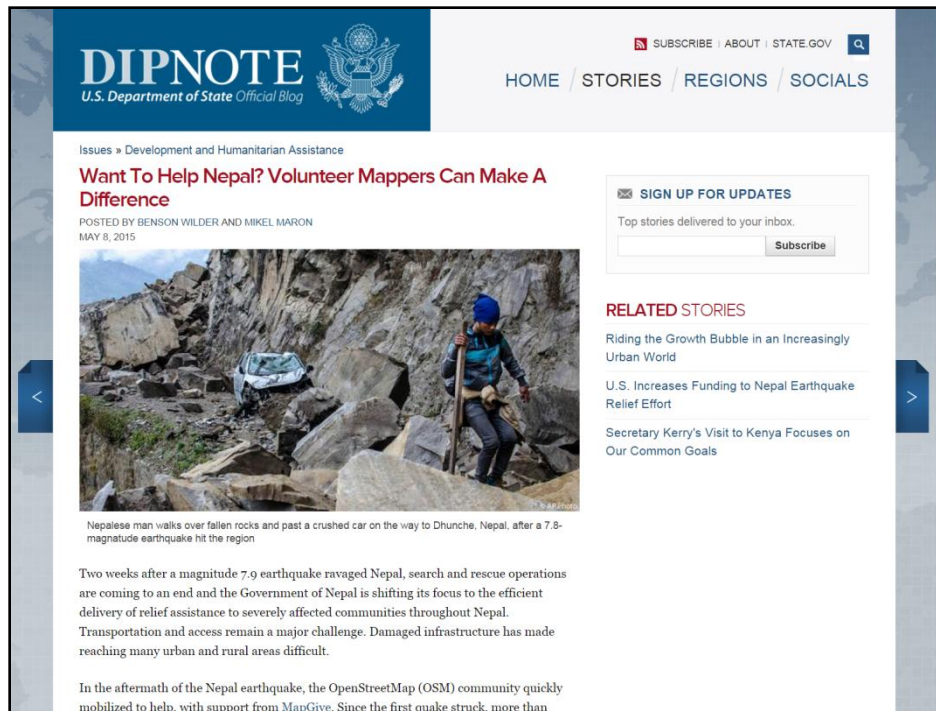 SUBSCRIBE | ABOUT | STATE.GOV
DIPNOTE
U.S. Department of State Official Blog
HOME / STORIES / REGIONS / SOCIALS
Issues » Development and Humanitarian Assistance
Want To Help Nepal? Volunteer Mappers Can Make A
Difference
POSTED BY BENSON WILDER AND MIKEL MARON
MAY 8, 2015
AP Photo
Nepalese man walks over fallen rocks and past a crushed car on the way to Dhunche, Nepal, after a 7.8-
magnatude earthquake hit the region
Two weeks after a magnitude 7.9 earthquake ravaged Nepal, search and rescue operations
are coming to an end and the Government of Nepal is shifting its focus to the efficient
delivery of relief assistance to severely affected communities throughout Nepal.
Transportation and access remain a major challenge. Damaged infrastructure has made
reaching many urban and rural areas difficult.
In the aftermath of the Nepal earthquake, the OpenStreetMap (OSM) community quickly
mobilized to help, with support from MapGive. Since the first quake struck, more than
SIGN UP FOR UPDATES
Top stories delivered to your inbox.
Subscribe
RELATED STORIES
Riding the Growth Bubble in an Increasingly
Urban World
U.S. Increases Funding to Nepal Earthquake
Relief Effort
Secretary Kerry's Visit to Kenya Focuses on
Our Common Goals
<
>